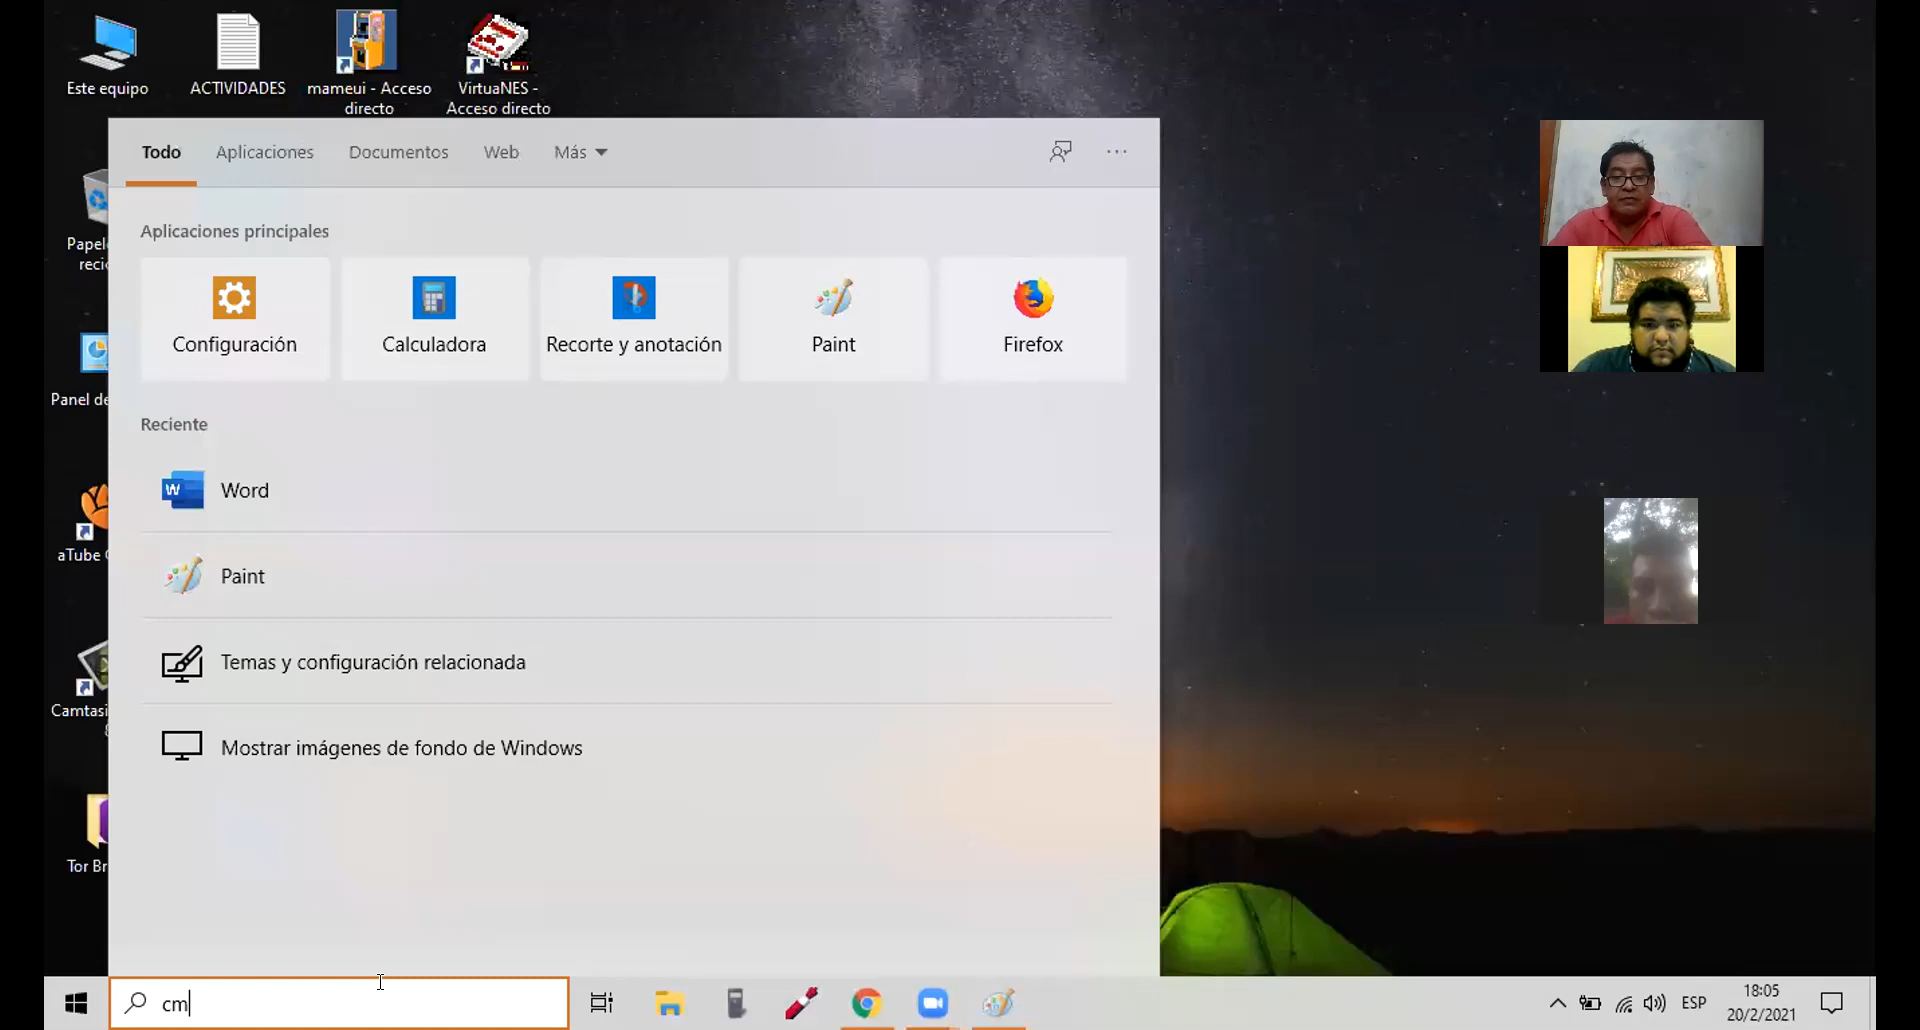 Este equipo
ACTIVIDADES
mameui - Acceso
directo
VirtuaNES -
Acceso directo
Todo
Aplicaciones
Documentos
Web
Más
Aplicaciones principales
Configuración
Calculadora
Recorte y anotación
Paint
Firefox
Reciente
Word
Paint
Temas y configuración relacionada
Mostrar imágenes de fondo de Windows
Papel
reci
Panel de
aTube
Camtasi
Tor Br
cm
ESP
18:05
20/2/2021